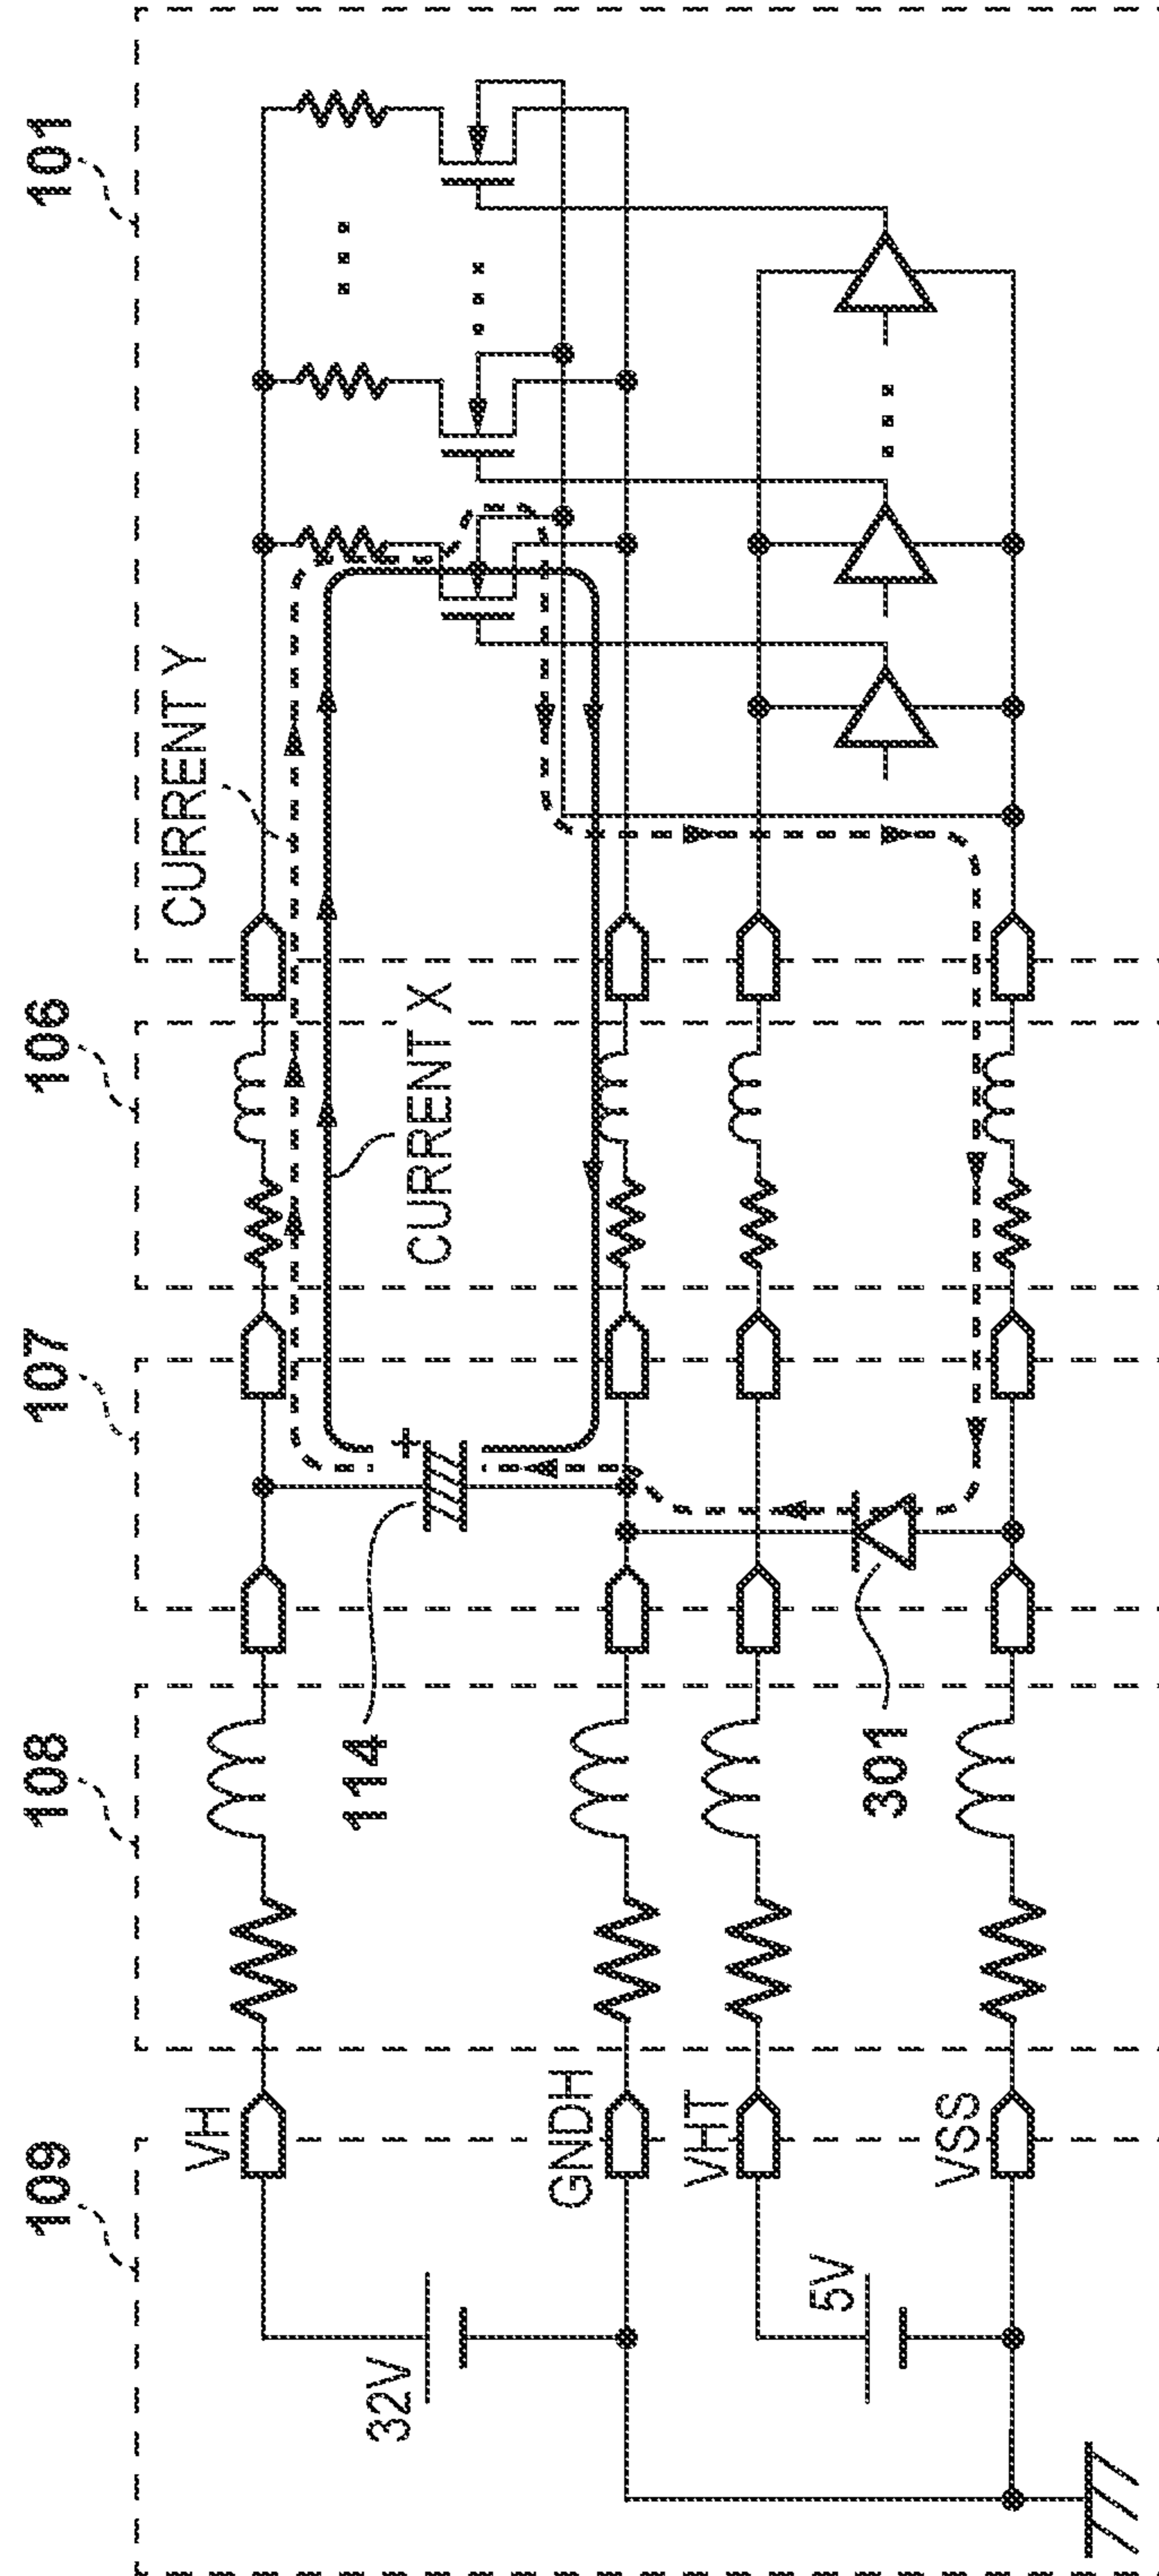 109
108
107
106
101
VH
GNDH
VHT
VSS
32V
5V
114
301
CURRENT X
CURRENT Y
+